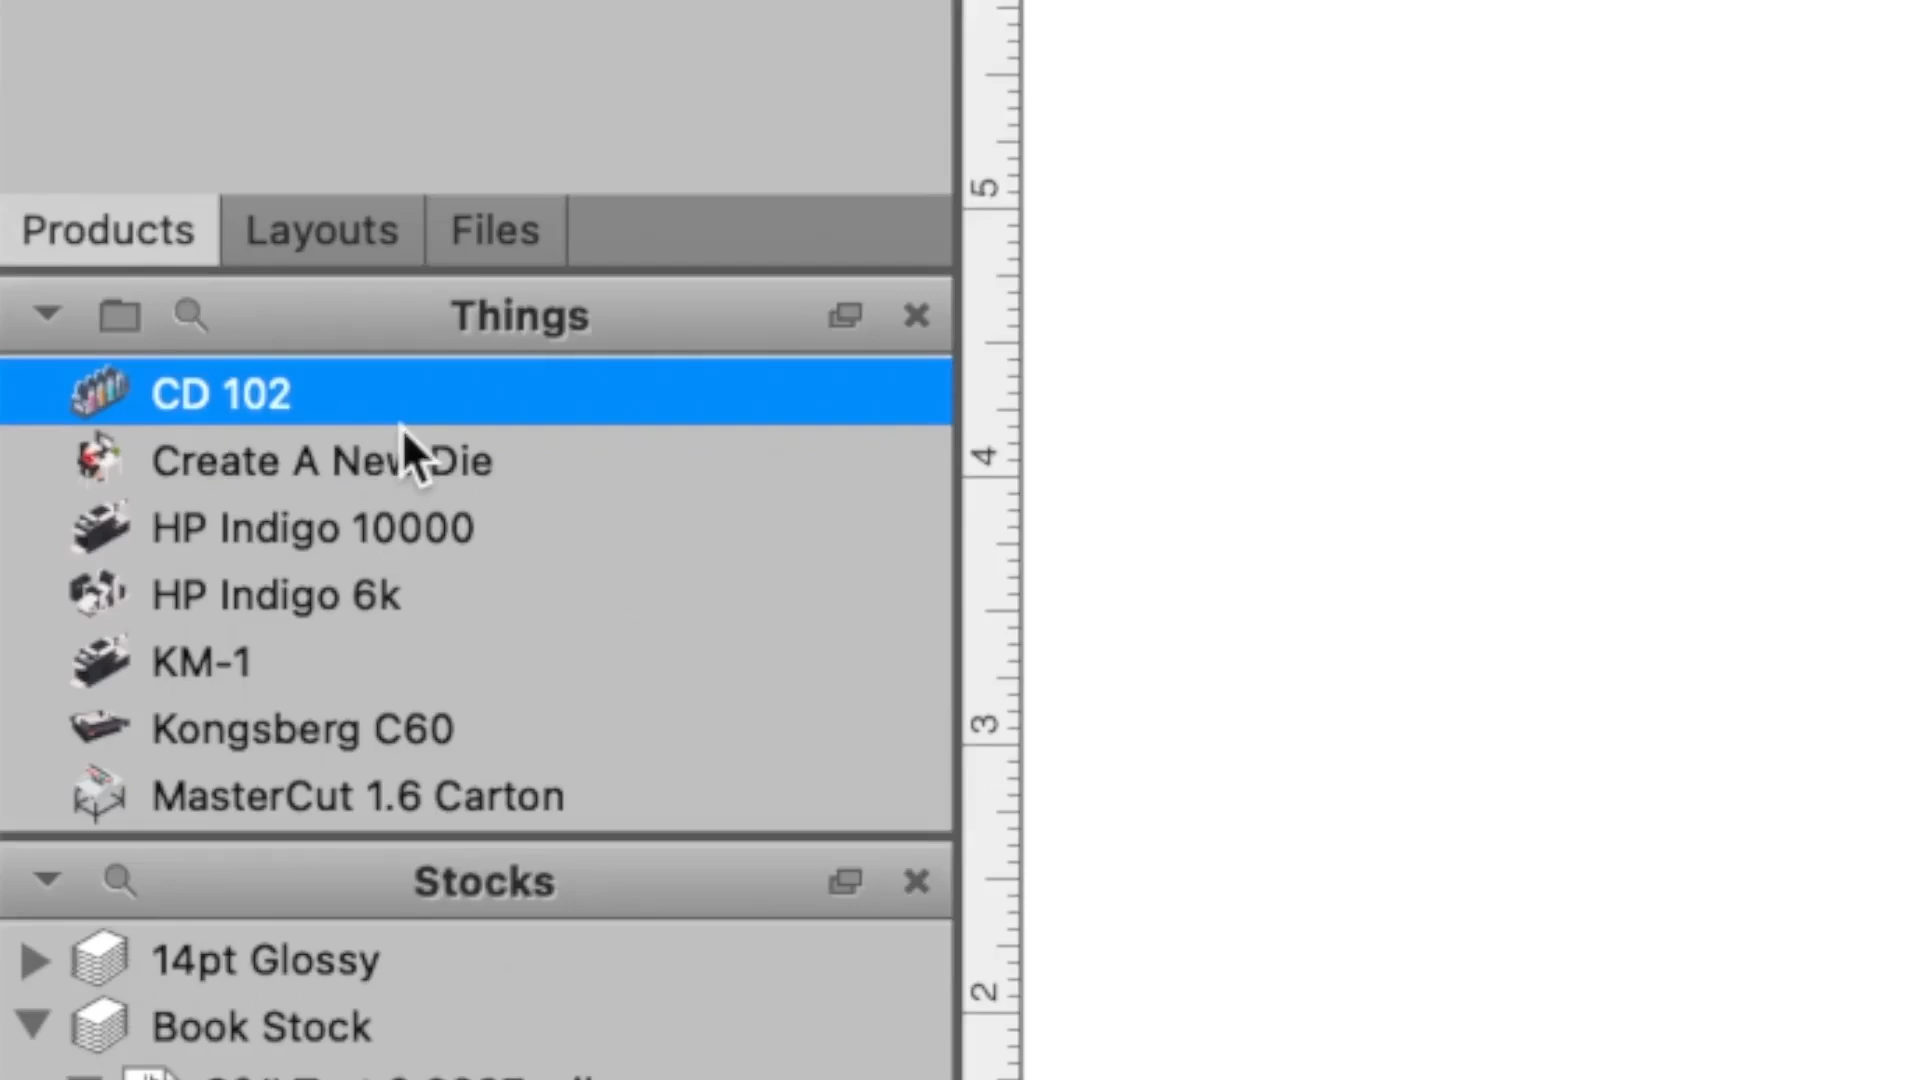 Products Layouts Files
Things
CD 102
Create A New Die
HP Indigo 10000
HP Indigo 6k
KM-1
Kongsberg C60
MasterCut 1.6 Carton
Stocks
14pt Glossy
Book Stock
5
4
3
2